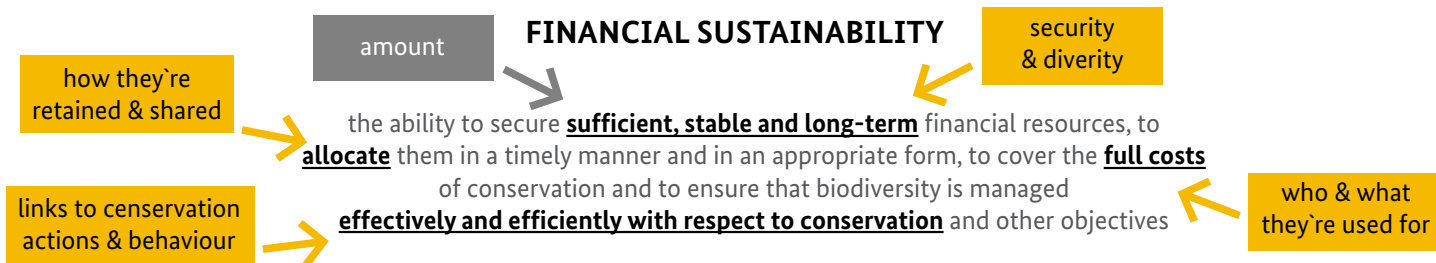 FINANCIAL SUSTAINABILITY
amount
security
& diverity
how they`re
retained & shared
the ability to secure sufficient, stable and long-term financial resources, to
allocate them in a timely manner and in an appropriate form, to cover the full costs
of conservation and to ensure that biodiversity is managed
effectively and efficiently with respect to conservation and other objectives
links to censervation
actions & behaviour
who & what
they`re used for